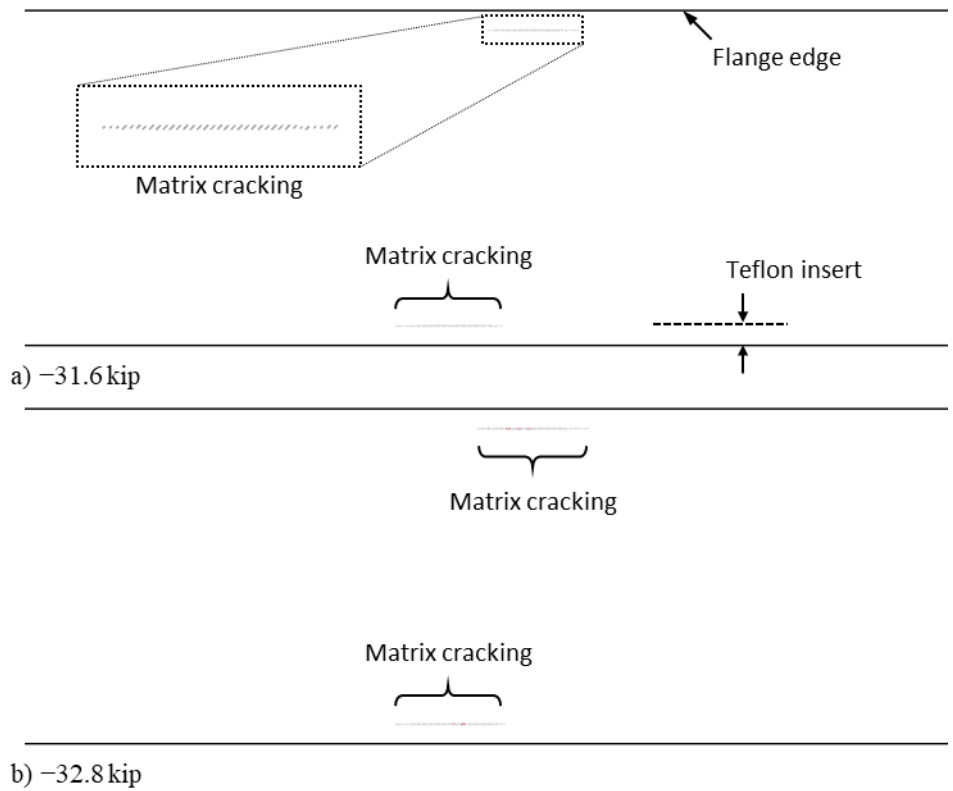 Flange edge
Matrix cracking
Matrix cracking
Teflon insert
a) −31.6 kip
Matrix cracking
Matrix cracking
b) −32.8 kip